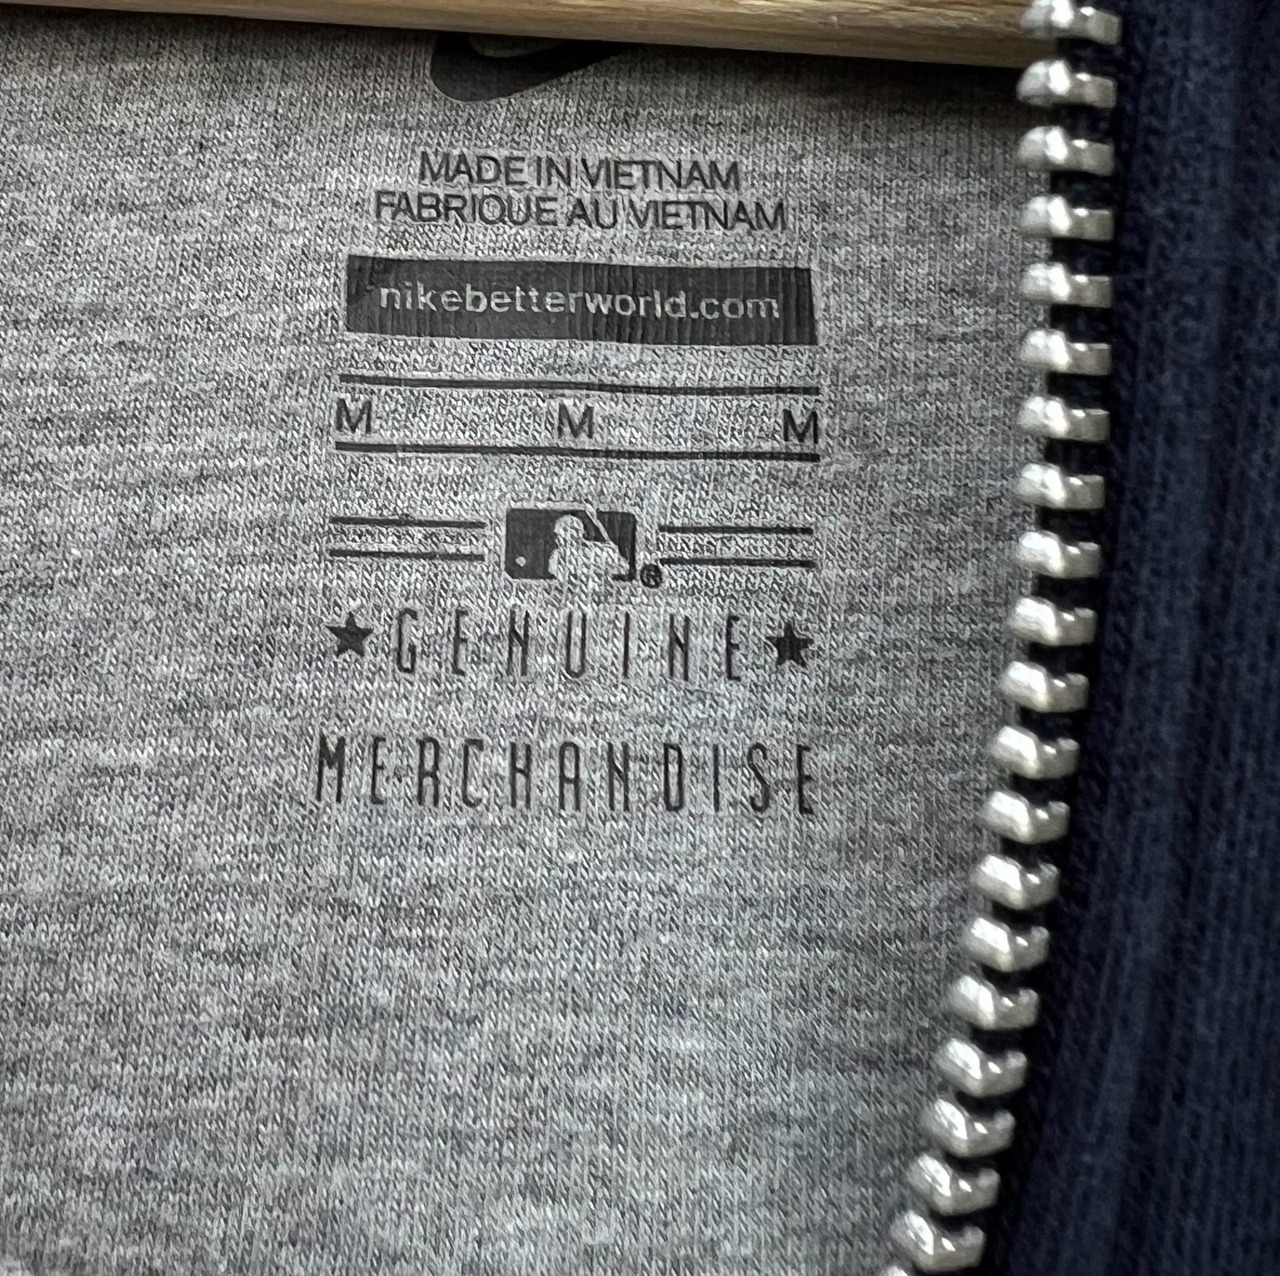 MADE IN VIETNAM
FABRIQUE AU VIETNAM
nikebetterworld.com
M M M
®
★ GENUINE ★
MERCHANDISE